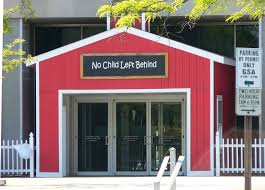 No Child Left Behind
PARKING
BY PERMIT
ONLY
GSA
TWO HOUR
PARKING